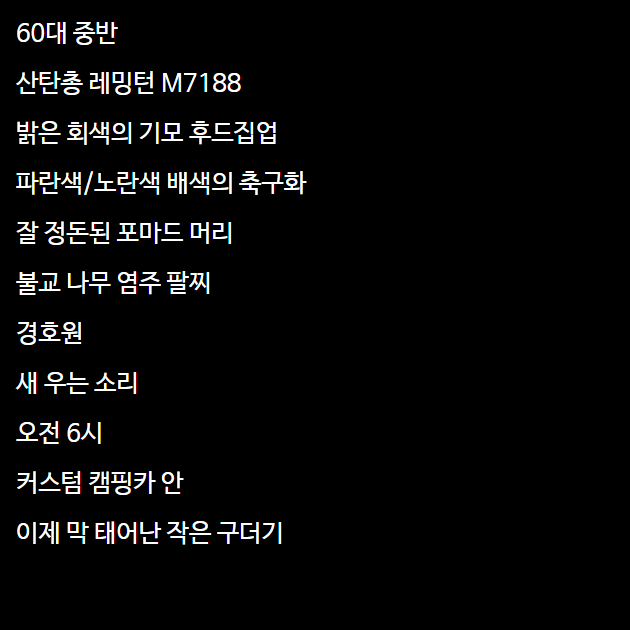 60대 중반
산탄총 레밍턴 M7188
밝은 회색의 기모 후드집업
파란색/노란색 배색의 축구화
잘 정돈된 포마드 머리
불교 나무 염주 팔찌
경호원
새 우는 소리
오전 6시
커스텀 캠핑카 안
이제 막 태어난 작은 구더기